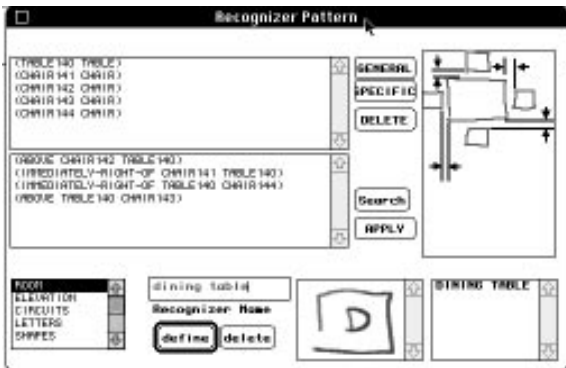 Recognizer Pattern
(TABLE140 TABLE)
(CHAIR141 CHAIR)
(CHAIR142 CHAIR)
(CHAIR143 CHAIR)
(CHAIR144 CHAIR)
GENERAL
SPECIFIC
DELETE
(ABOVE CHAIR142 TABLE140)
(IMMEDIATELY-RIGHT-OF CHAIR141 TABLE140)
(IMMEDIATELY-RIGHT-OF TABLE140 CHAIR144)
(ABOVE TABLE140 CHAIR143)
Search
APPLY
ROOM
ELEVATION
CIRCUITS
LETTERS
SHAPES
dining table
Recognizer Name
define delete
D
DINING TABLE